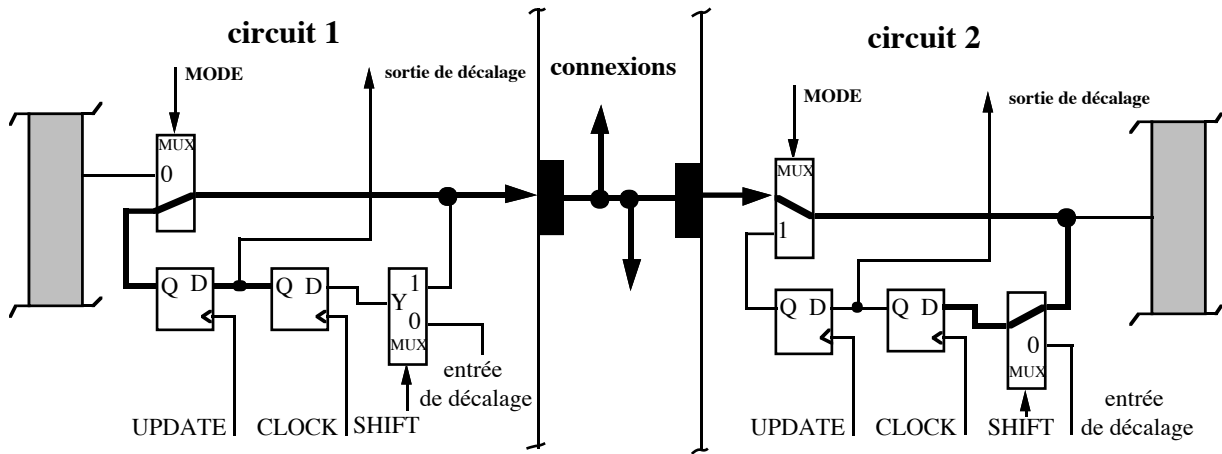 circuit 1
circuit 2
connexions
MODE
sortie de décalage
MODE
sortie de décalage
MUX
0
MUX
1
Q D
Q D
1
Y
0
MUX
Q D
Q D
0
MUX
entrée
de décalage
entrée
de décalage
UPDATE
CLOCK
SHIFT
UPDATE
CLOCK
SHIFT